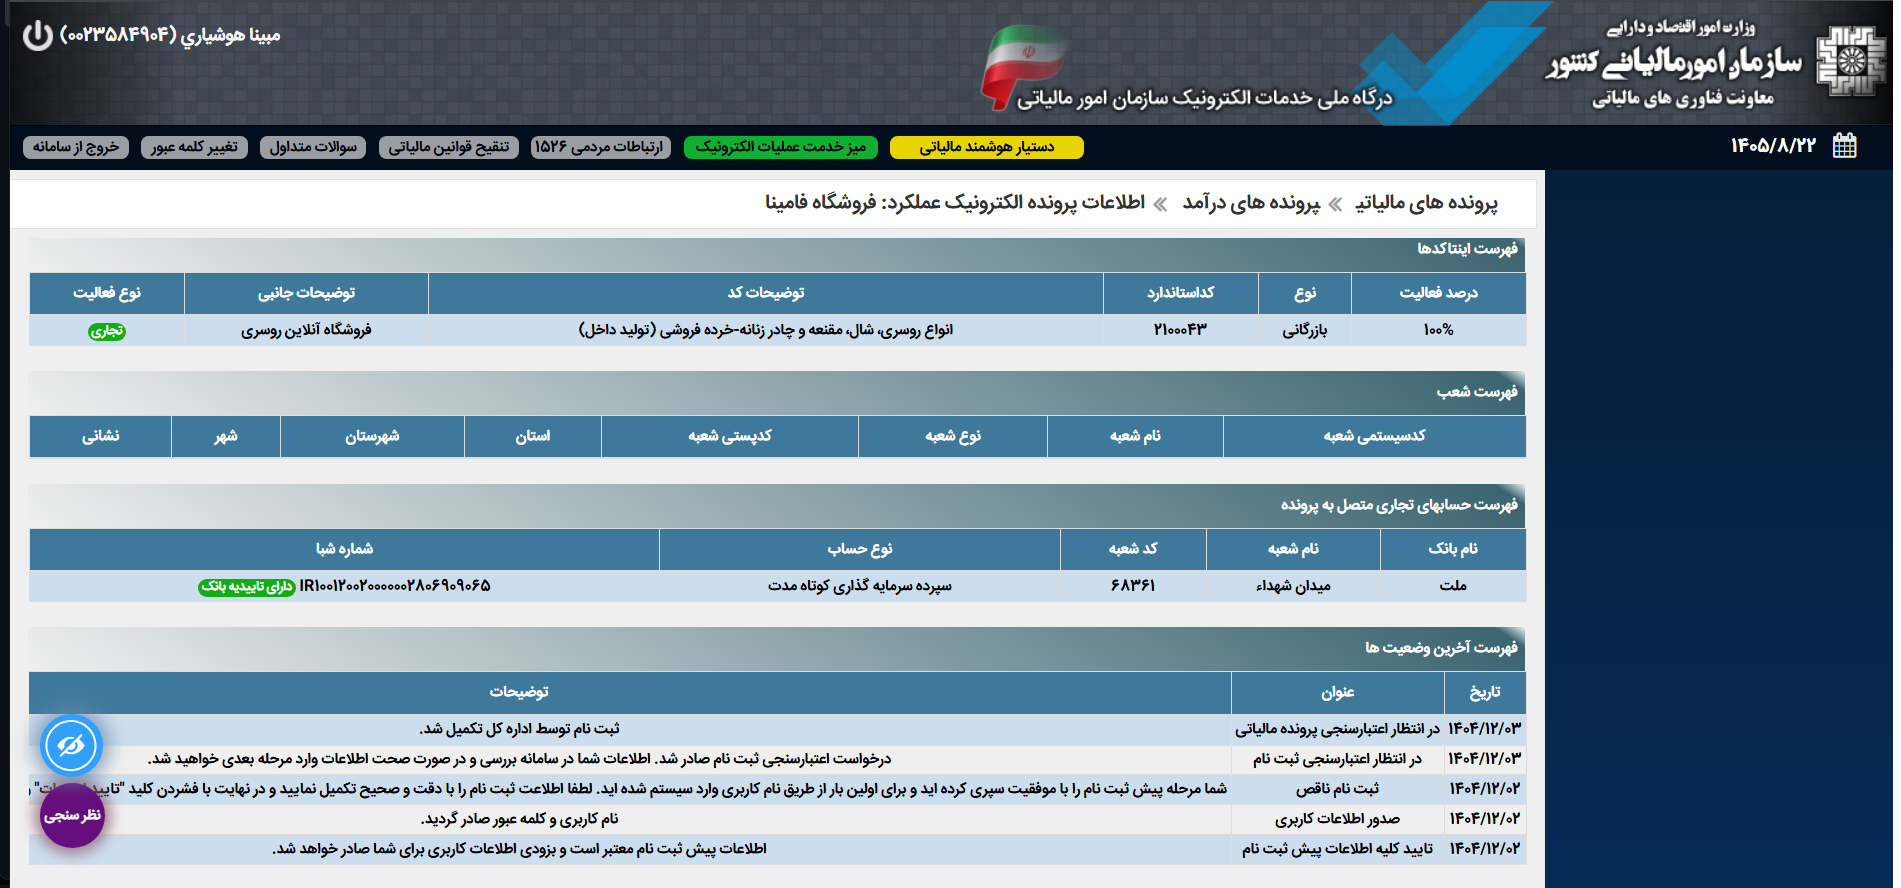 وزارت امور اقتصاد و دارایی
سازمان امور مالیاتی کشور
معاونت فناوری های مالیاتی
درگاه ملی خدمات الکترونیک سازمان امور مالیاتی
مبینا هوشیاري (۰۰۲۳۵۸۴۹۰۴)
۱۴۰۵/۸/۲۲
دستیار هوشمند مالیاتی
میز خدمت عملیات الکترونیک
ارتباطات مردمی ۱۵۲۶
تنقیح قوانین مالیاتی
سوالات متداول
تغییر کلمه عبور
خروج از سامانه
پرونده های مالیاتی » پرونده های درآمد » اطلاعات پرونده الکترونیک عملکرد: فروشگاه فامینا
فهرست اینتاکدها
درصد فعالیت نوع کداستاندارد توضیحات کد توضیحات جانبی نوع فعالیت
۱۰۰% بازرگانی ۲۱۰۰۰۴۳ انواع روسری، شال، مقنعه و چادر زنانه-خرده فروشی (تولید داخل) فروشگاه آنلاین روسری تجاری
فهرست شعب
کدسیستمی شعبه نام شعبه نوع شعبه کدپستی شعبه استان شهرستان شهر نشانی
فهرست حسابهای تجاری متصل به پرونده
نام بانک نام شعبه کد شعبه نوع حساب شماره شبا
ملت میدان شهداء ۶۸۳۶۱ سپرده سرمایه گذاری کوتاه مدت IR۱۰۰۱۲۰۰۲۰۰۰۰۰۰۲۸۰۶۹۰۹۰۶۵ دارای تاییدیه بانک
فهرست آخرین وضعیت ها
تاریخ عنوان توضیحات
۱۴۰۴/۱۲/۰۳ در انتظار اعتبارسنجی پرونده مالیاتی ثبت نام توسط اداره کل تکمیل شد.
۱۴۰۴/۱۲/۰۳ در انتظار اعتبارسنجی ثبت نام درخواست اعتبارسنجی ثبت نام صادر شد. اطلاعات شما در سامانه بررسی و در صورت صحت اطلاعات وارد مرحله بعدی خواهید شد.
۱۴۰۴/۱۲/۰۲ ثبت نام ناقص شما مرحله پیش ثبت نام را با موفقیت سپری کرده اید و برای اولین بار از طریق نام کاربری وارد سیستم شده اید. لطفا اطلاعت ثبت نام را با دقت و صحیح تکمیل نمایید و در نهایت با فشردن کلید "تایید
۱۴۰۴/۱۲/۰۲ صدور اطلاعات کاربری نام کاربری و کلمه عبور صادر گردید.
۱۴۰۴/۱۲/۰۲ تایید کلیه اطلاعات پیش ثبت نام اطلاعات پیش ثبت نام معتبر است و بزودی اطلاعات کاربری برای شما صادر خواهد شد.
نظر سنجی